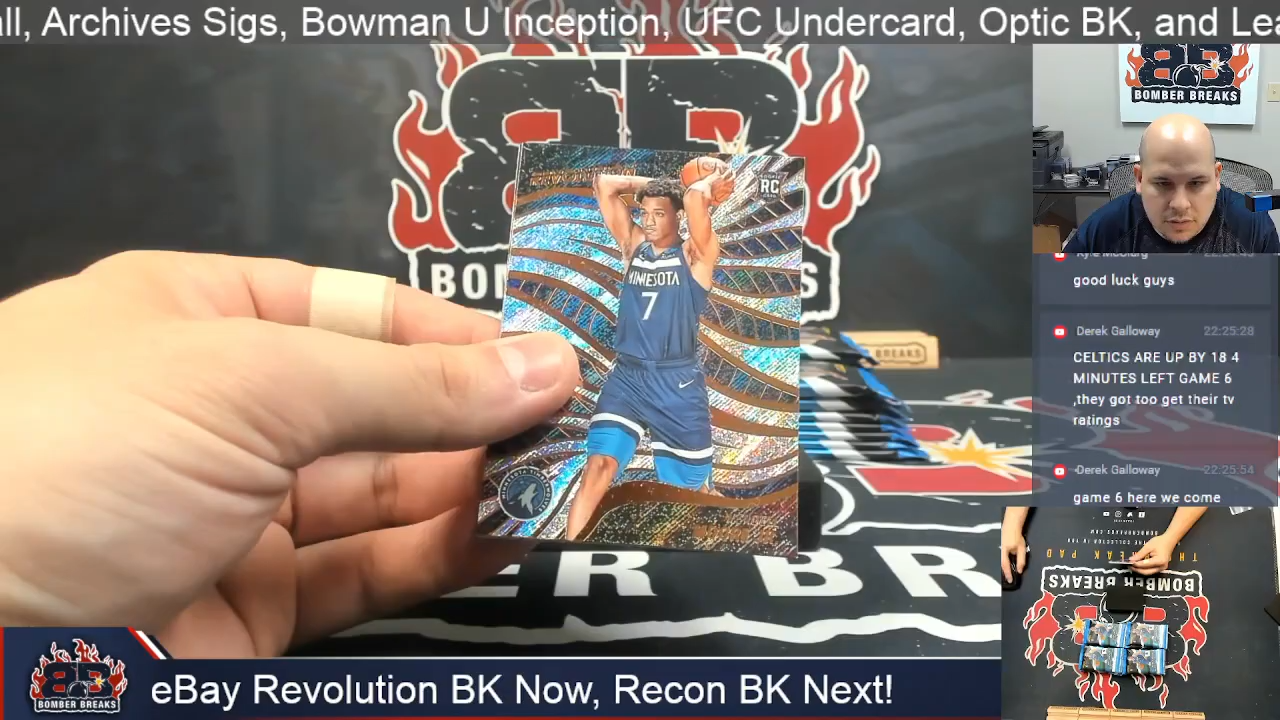 all, Archives Sigs, Bowman U Inception, UFC Undercard, Optic BK, and Lea
BOMBER BREAKS
RC
MINESOTA
7
BREAKS
good luck guys
Derek Galloway 22:25:28
CELTICS ARE UP BY 18 4
MINUTES LEFT GAME 6
,they got too get their tv
ratings
Derek Galloway 22:25:54
game 6 here we come
BOMBER BREAKS
BOMBER BREAKS
eBay Revolution BK Now, Recon BK Next!